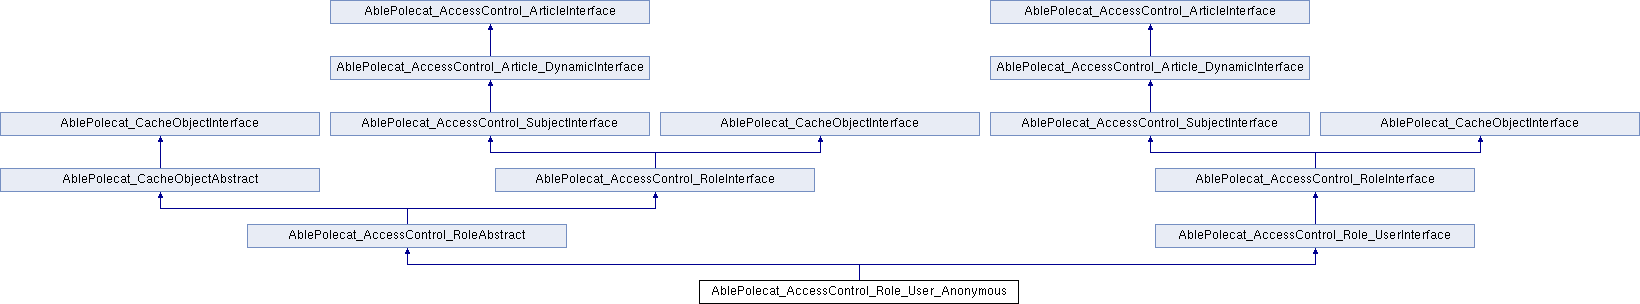 AblePolecat_AccessControl_ArticleInterface
AblePolecat_AccessControl_ArticleInterface
AblePolecat_AccessControl_Article_DynamicInterface
AblePolecat_AccessControl_Article_DynamicInterface
AblePolecat_CacheObjectInterface
AblePolecat_AccessControl_SubjectInterface
AblePolecat_CacheObjectInterface
AblePolecat_AccessControl_SubjectInterface
AblePolecat_CacheObjectInterface
AblePolecat_CacheObjectAbstract
AblePolecat_AccessControl_RoleInterface
AblePolecat_AccessControl_RoleInterface
AblePolecat_AccessControl_RoleAbstract
AblePolecat_AccessControl_Role_UserInterface
AblePolecat_AccessControl_Role_User_Anonymous